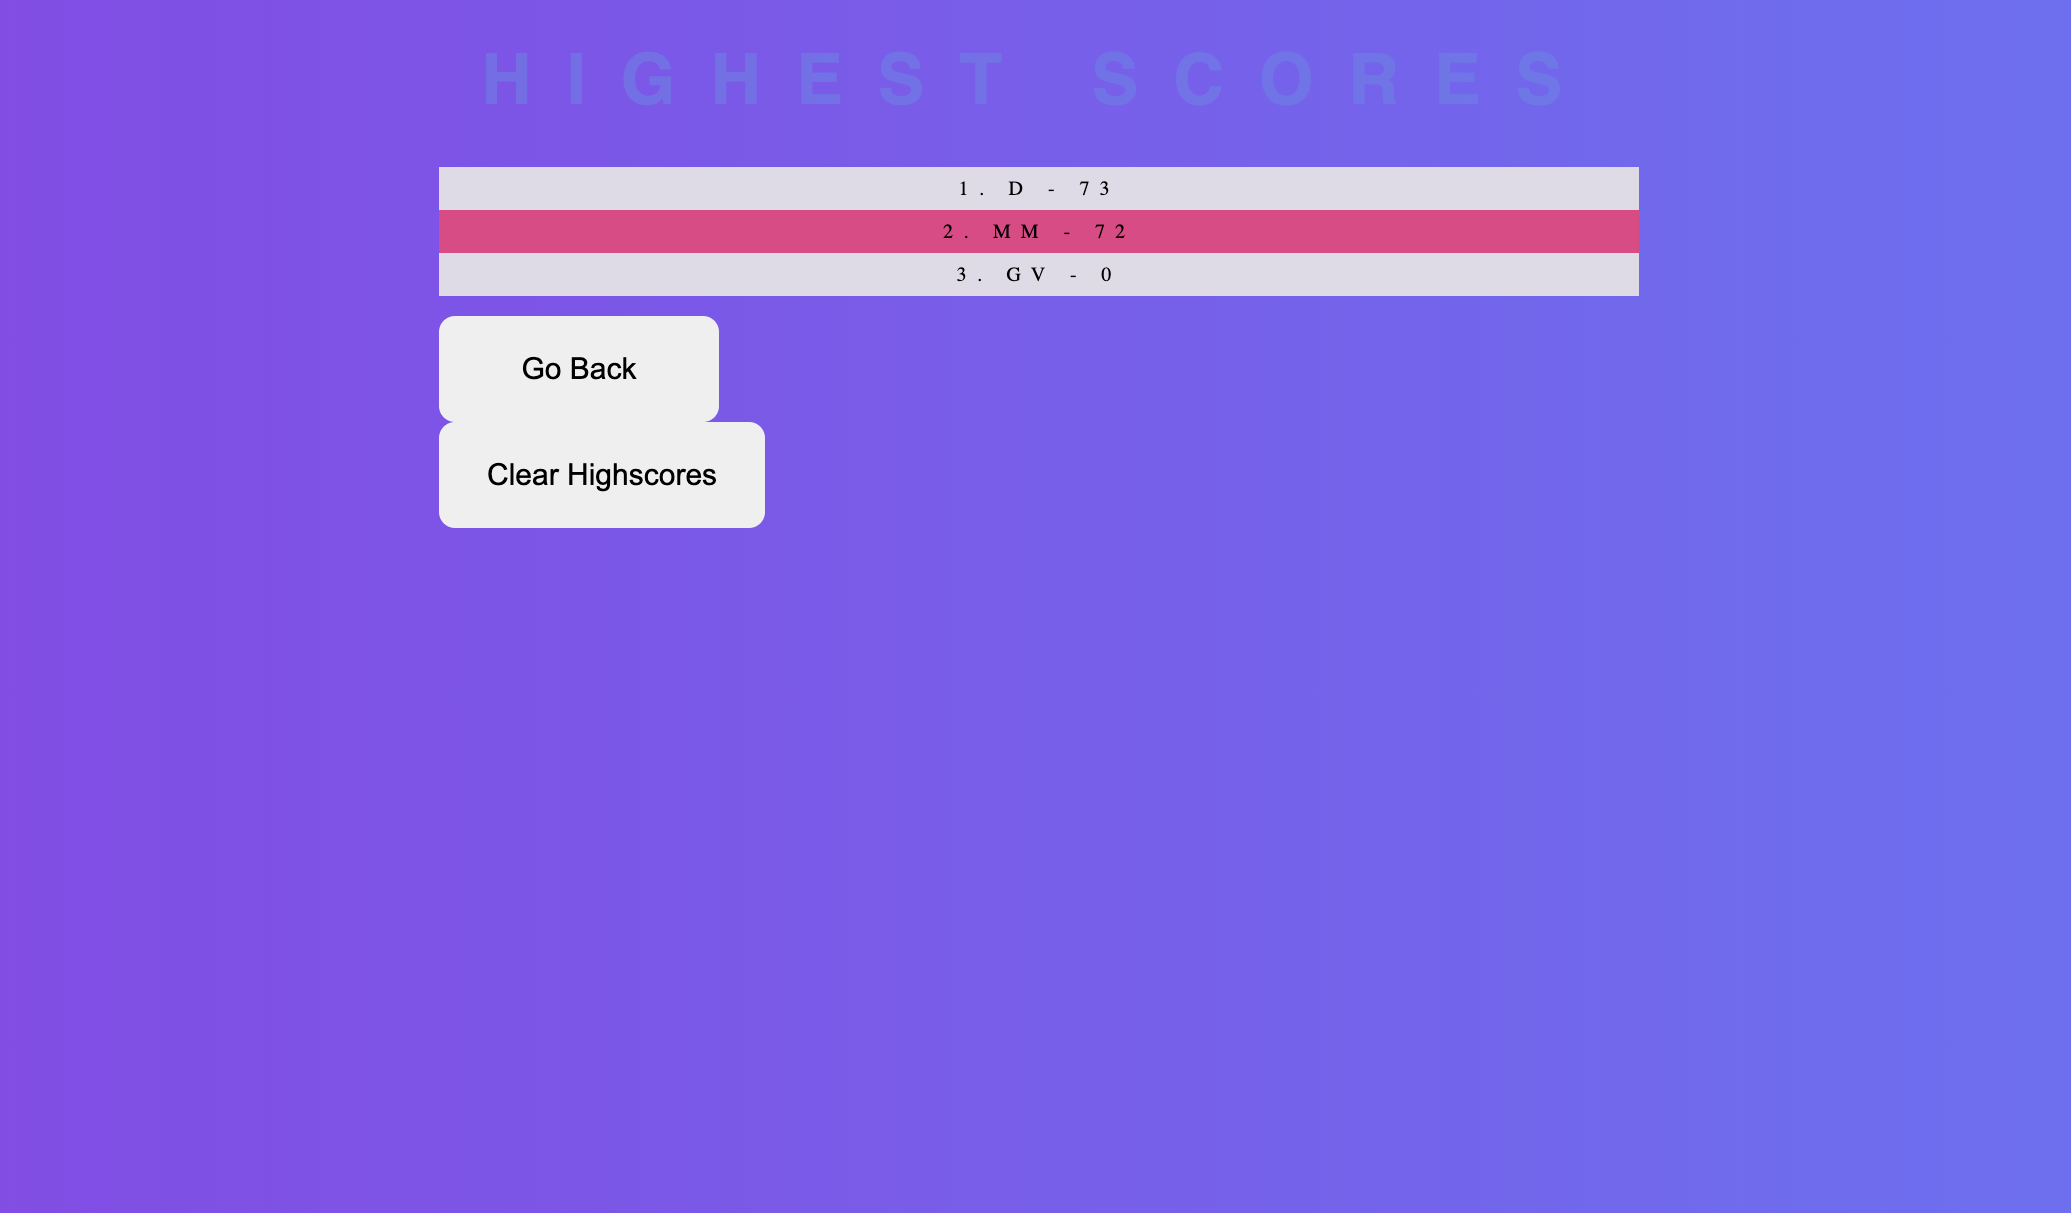 HIGHEST SCORES
1. D - 73
2. MM - 72
3. GV - 0
Go Back
Clear Highscores